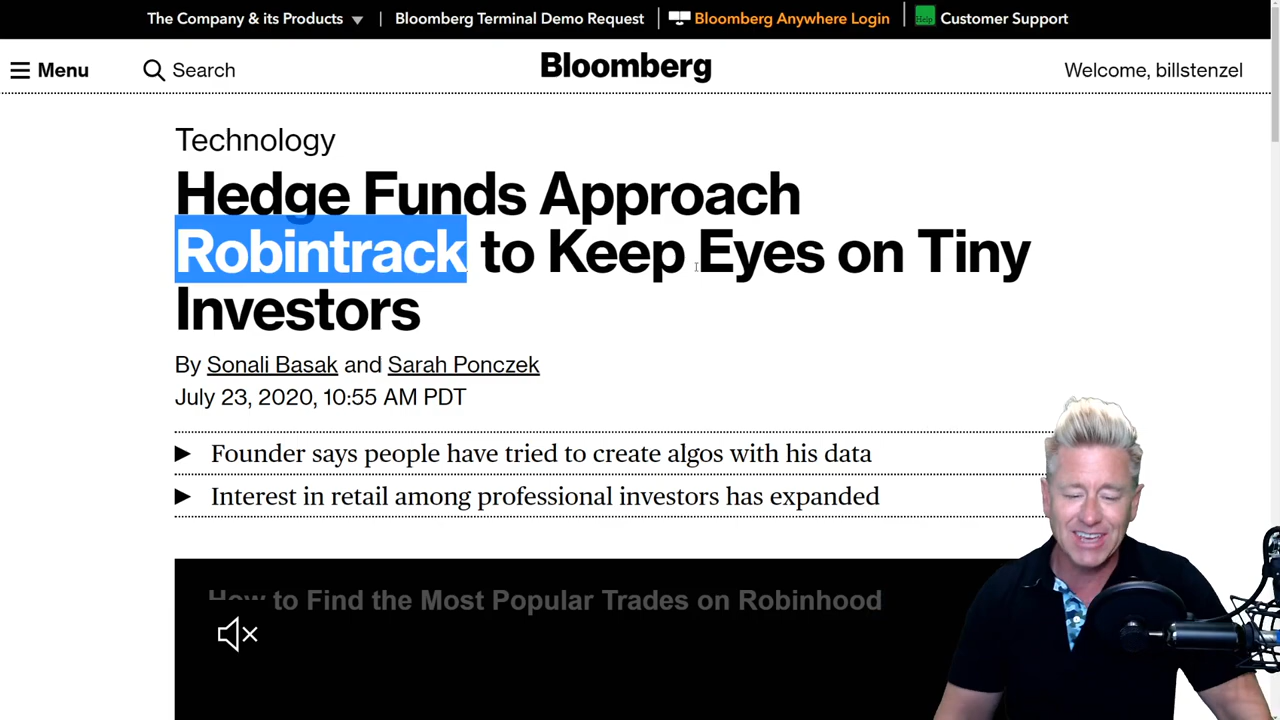 The Company & its Products ▼ | Bloomberg Terminal Demo Request | Bloomberg Anywhere Login | Help Customer Support
Menu Search Bloomberg Welcome, billstenzel
Technology
Hedge Funds Approach
Robintrack to Keep Eyes on Tiny
Investors
By Sonali Basak and Sarah Ponczek
July 23, 2020, 10:55 AM PDT
► Founder says people have tried to create algos with his data
► Interest in retail among professional investors has expanded
How to Find the Most Popular Trades on Robinhood